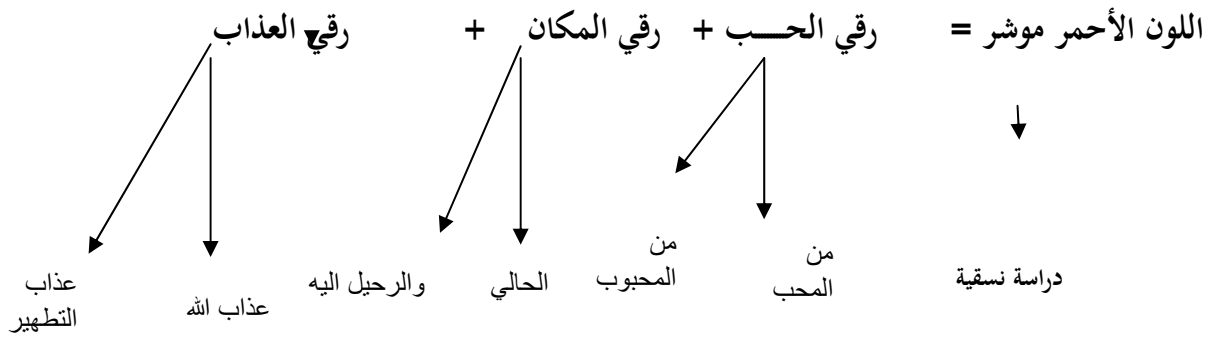 اللون الأحمر موشر = رقي الحــــب + رقي المكان + رقي العذاب
دراسة نسقية
من
المحب
من
المحبوب
الحالي
والرحيل اليه
عذاب الله
عذاب
التطهير